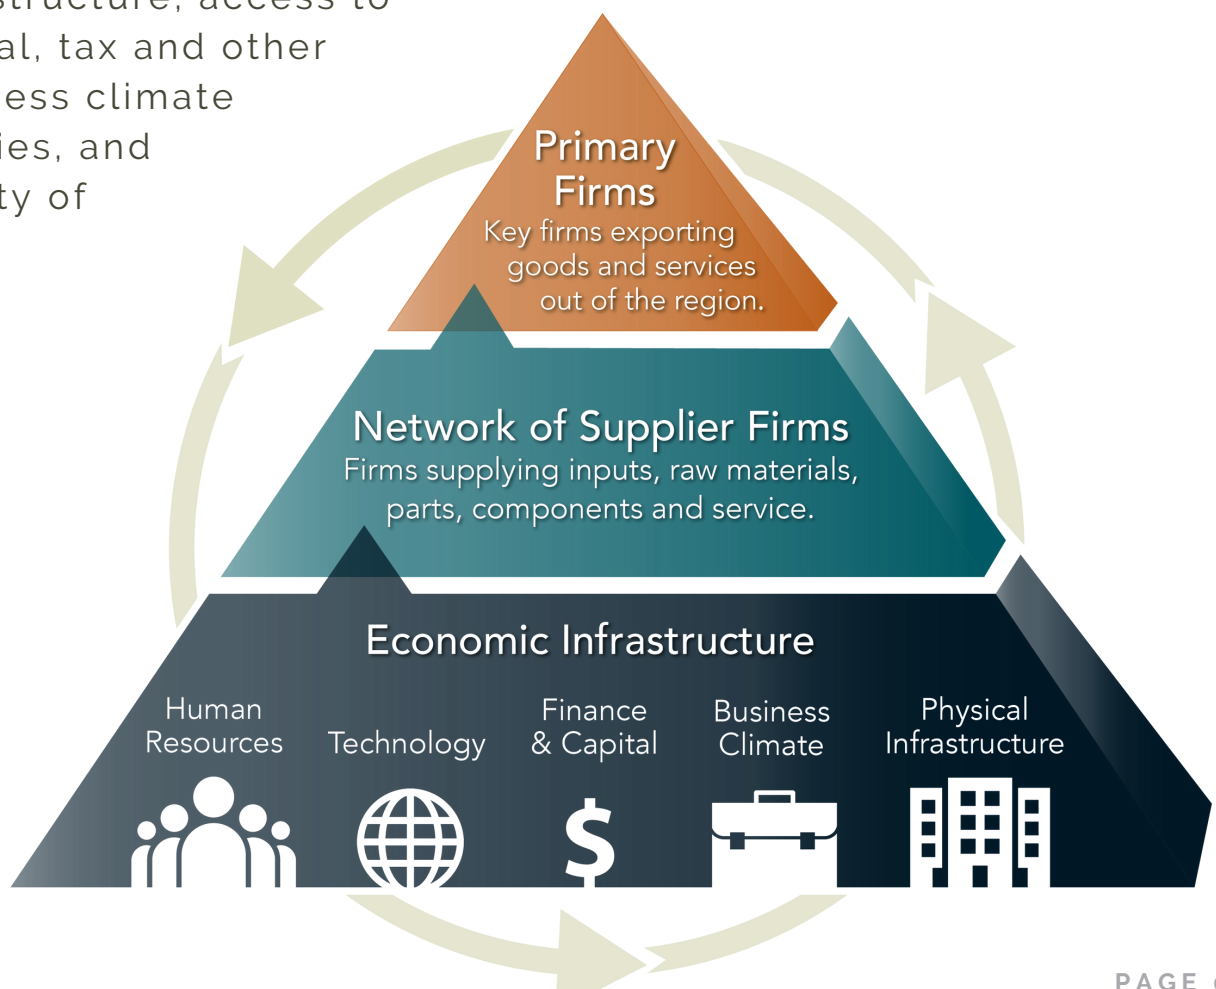 access to
al, tax and other
ess climate
ies, and
ty of
Primary
Firms
Key firms exporting
goods and services
out of the region.
Network of Supplier Firms
Firms supplying inputs, raw materials,
parts, components and service.
Economic Infrastructure
Human
Resources
Technology
Finance
& Capital
Business
Climate
Physical
Infrastructure
$
PAGE